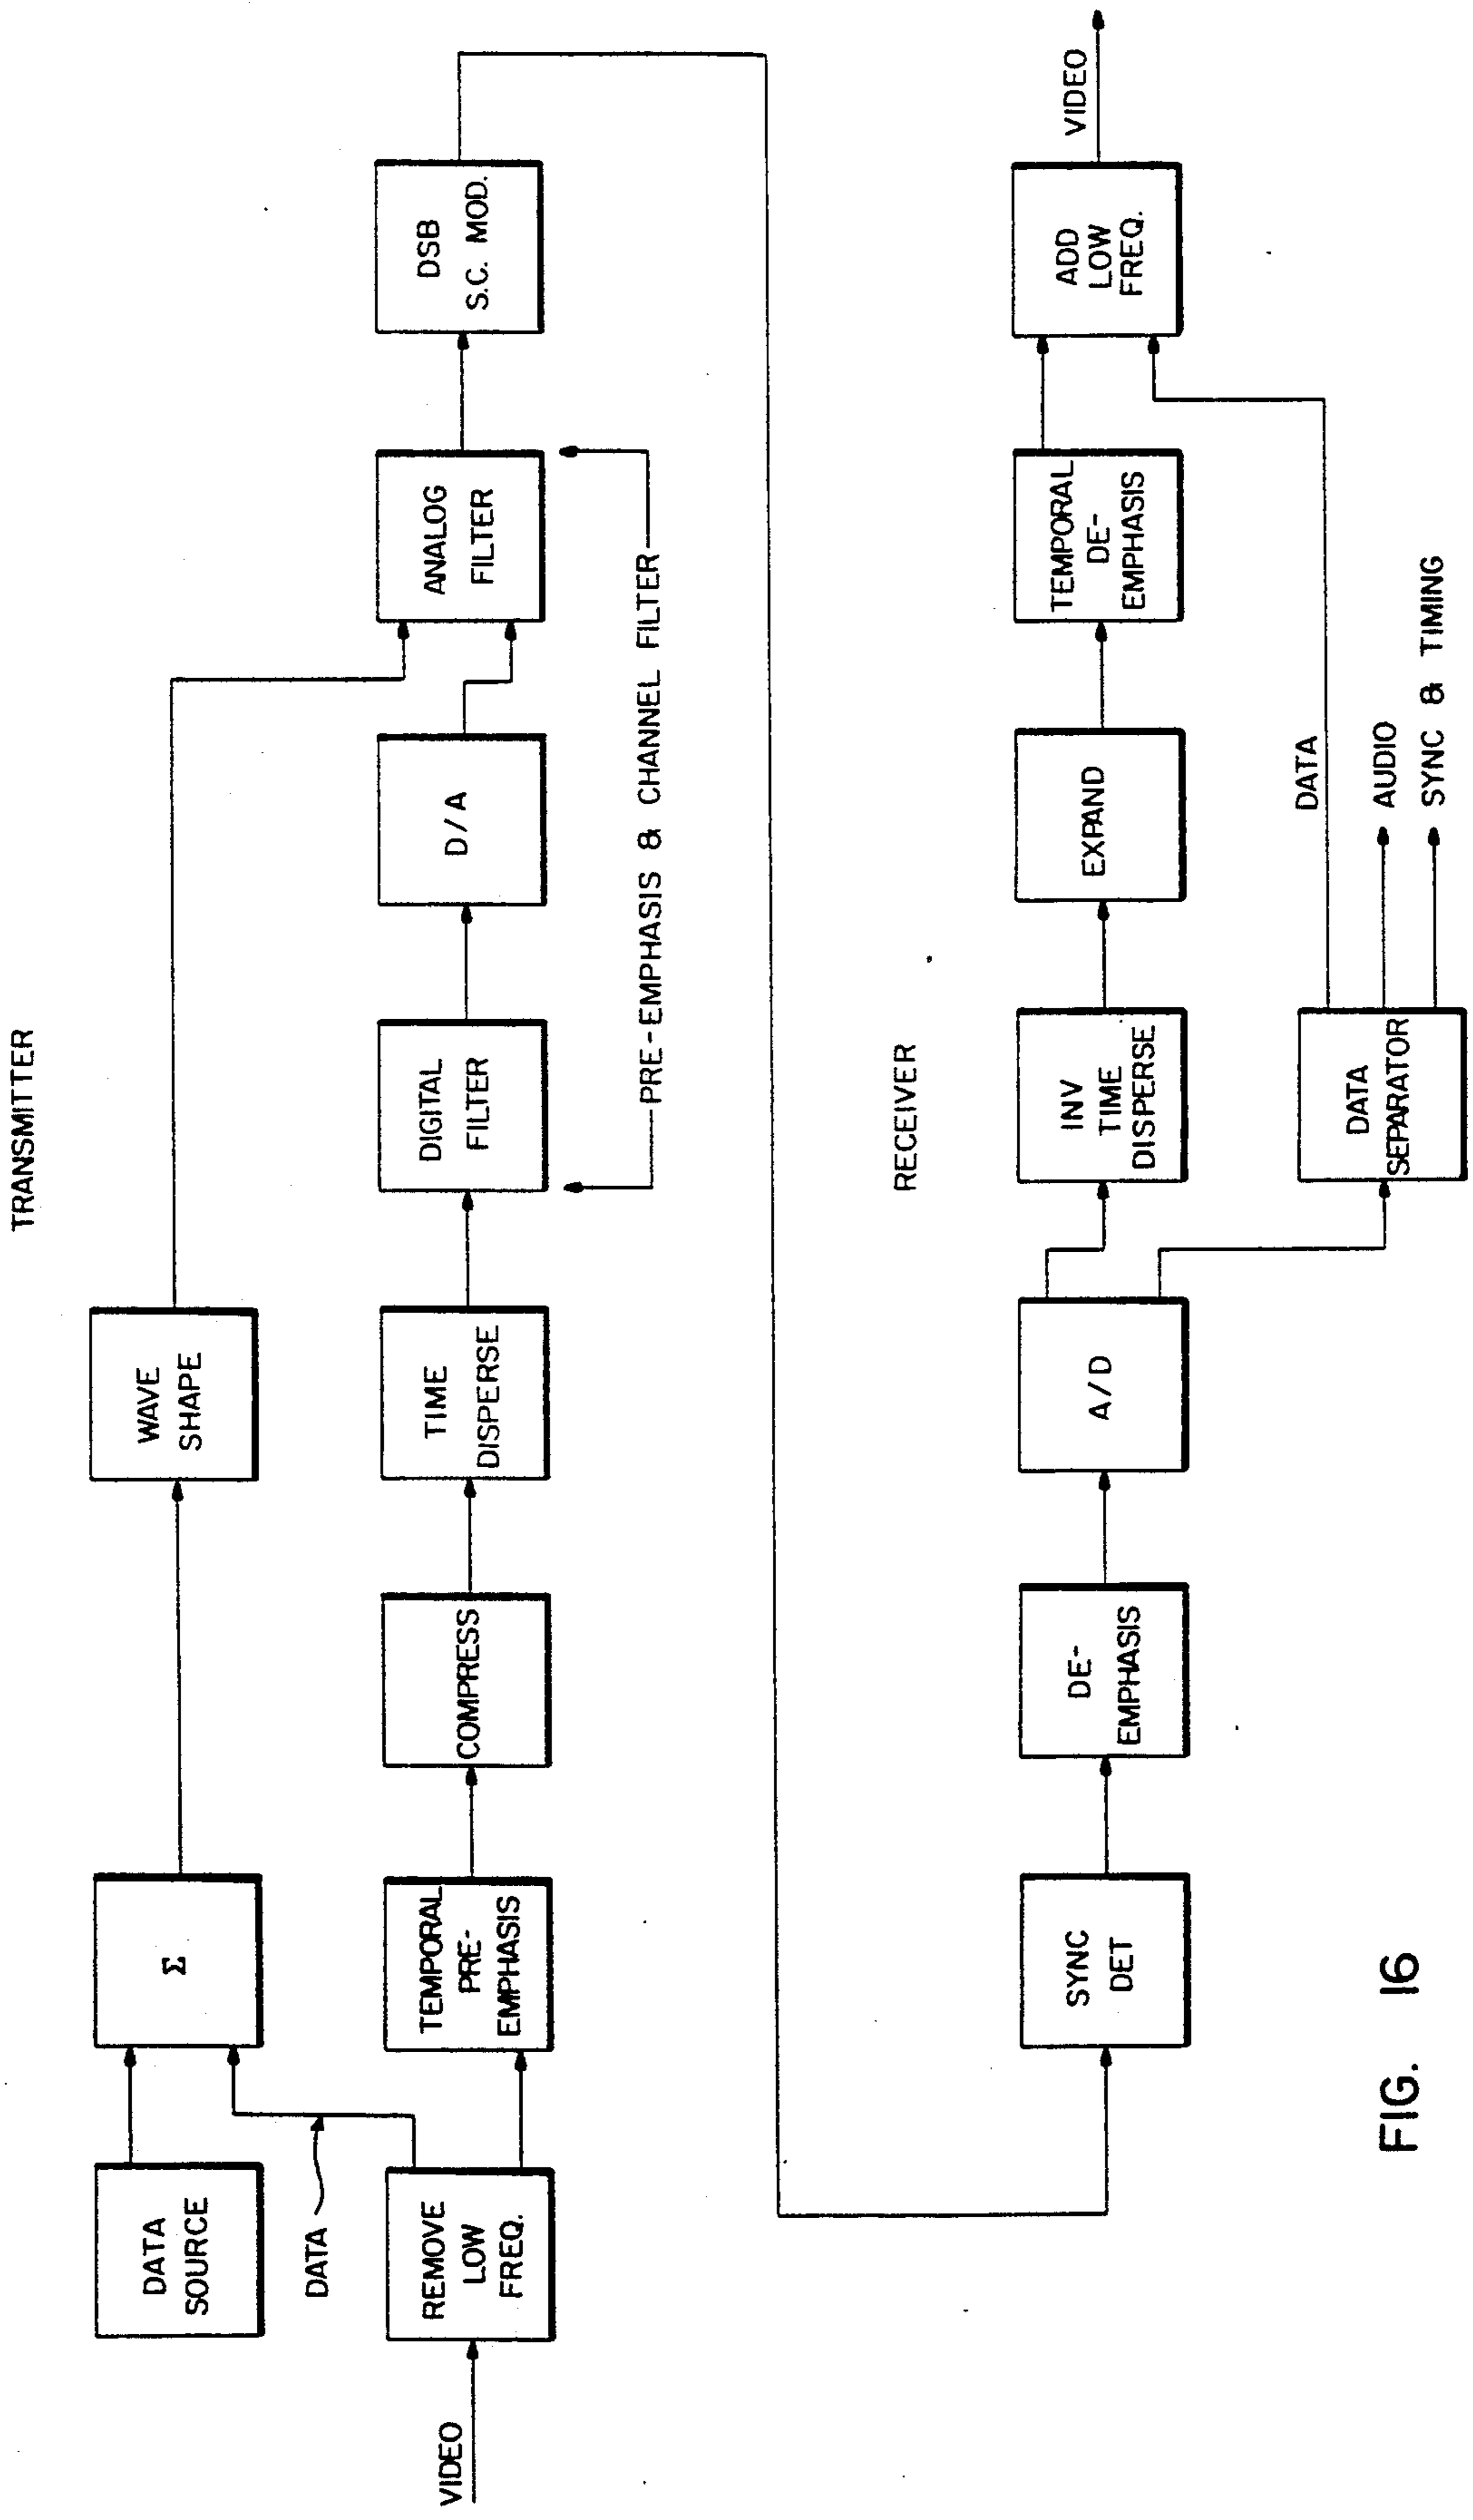 TRANSMITTER
DATA
SOURCE
Σ
WAVE
SHAPE
DATA
VIDEO
REMOVE
LOW
FREQ.
TEMPORAL
PRE-
EMPHASIS
COMPRESS
TIME
DISPERSE
DIGITAL
FILTER
D/A
ANALOG
FILTER
DSB
S.C. MOD.
PRE-EMPHASIS & CHANNEL FILTER
RECEIVER
SYNC
DET
DE-
EMPHASIS
A/D
INV
TIME
DISPERSE
EXPAND
TEMPORAL
DE-
EMPHASIS
ADD
LOW
FREQ.
VIDEO
DATA
SEPARATOR
DATA
AUDIO
SYNC & TIMING
FIG. 16